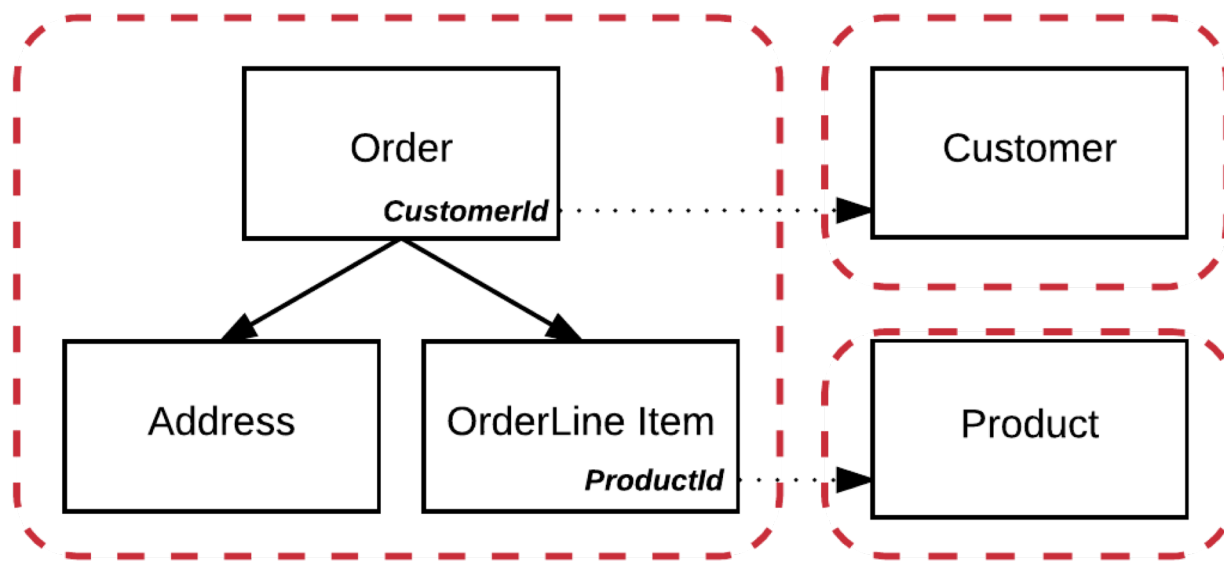 Order
CustomerId
Customer
Address
OrderLine Item
ProductId
Product